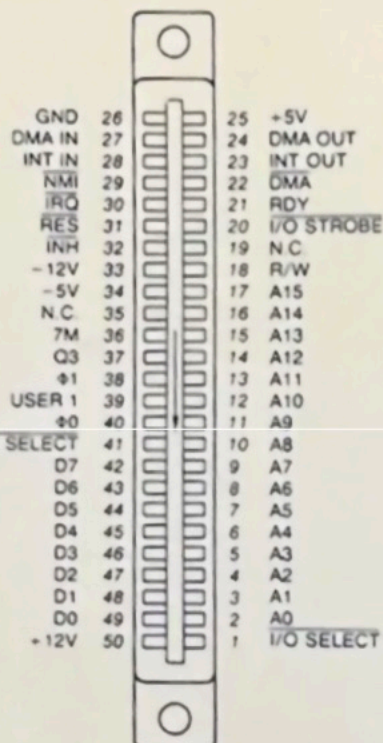 GND 26 25 +5V
DMA IN 27 24 DMA OUT
INT IN 28 23 INT OUT
NMI 29 22 DMA
IRQ 30 21 RDY
RES 31 20 I/O STROBE
INH 32 19 N.C.
-12V 33 18 R/W
-5V 34 17 A15
N.C. 35 16 A14
7M 36 15 A13
Q3 37 14 A12
Φ1 38 13 A11
USER 1 39 12 A10
Φ0 40 11 A9
SELECT 41 10 A8
D7 42 9 A7
D6 43 8 A6
D5 44 7 A5
D4 45 6 A4
D3 46 5 A3
D2 47 4 A2
D1 48 3 A1
D0 49 2 A0
+12V 50 1 I/O SELECT